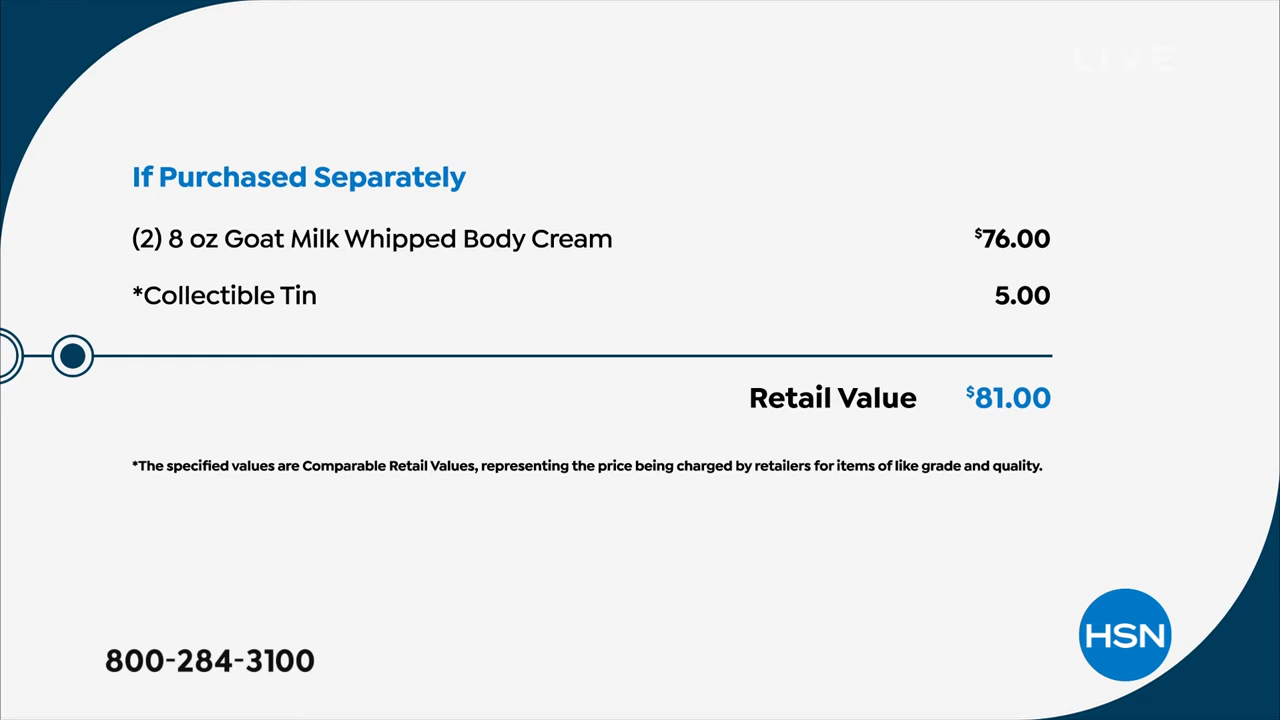 LIVE
If Purchased Separately
(2) 8 oz Goat Milk Whipped Body Cream $76.00
*Collectible Tin 5.00
Retail Value $81.00
*The specified values are Comparable Retail Values, representing the price being charged by retailers for items of like grade and quality.
800-284-3100
HSN